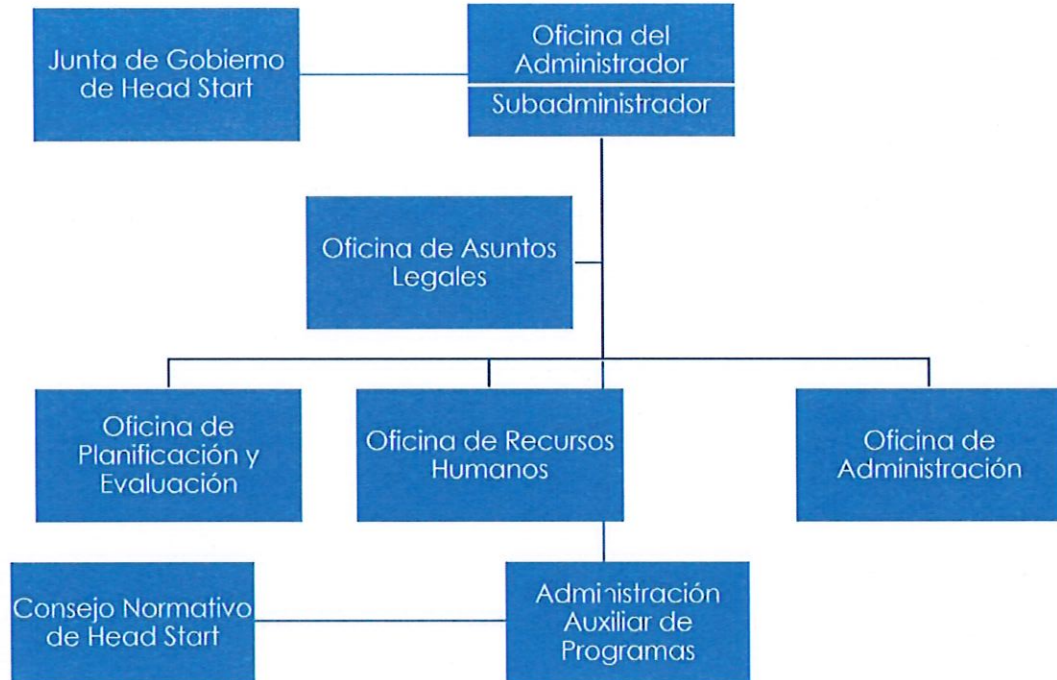 Junta de Gobierno
de Head Start
Oficina del
Administrador
Subadministrador
Oficina de Asuntos
Legales
Oficina de
Planificación y
Evaluación
Oficina de Recursos
Humanos
Oficina de
Administración
Consejo Normativo
de Head Start
Administración
Auxiliar de
Programas